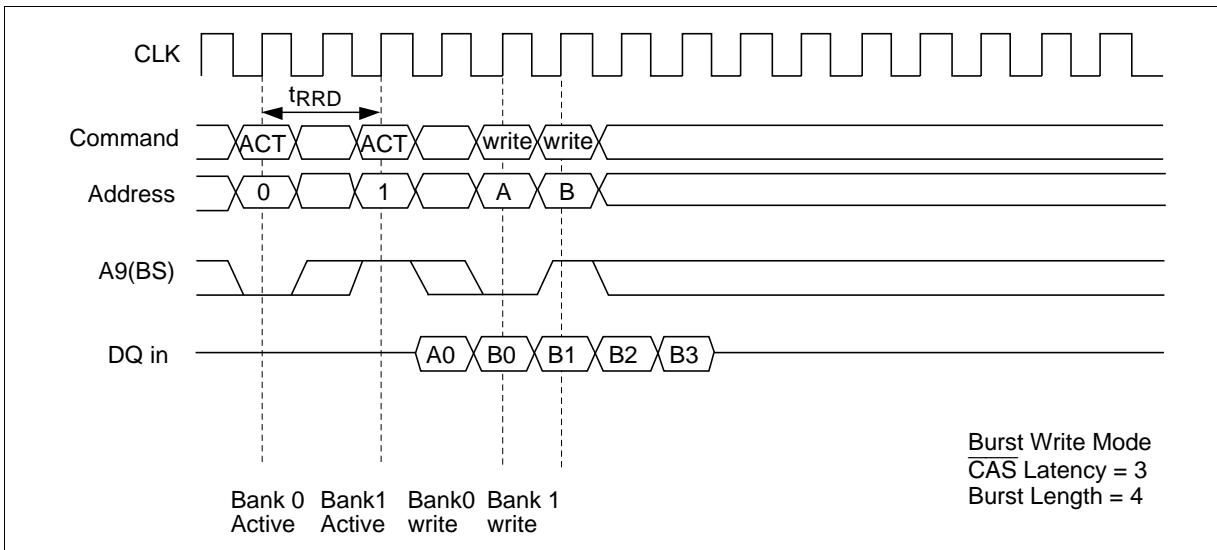 CLK
tRRD
Command ACT ACT write write
Address 0 1 A B
A9(BS)
DQ in A0 B0 B1 B2 B3
Burst Write Mode
CAS Latency = 3
Burst Length = 4
Bank 0 Bank1 Bank0 Bank 1
Active Active write write